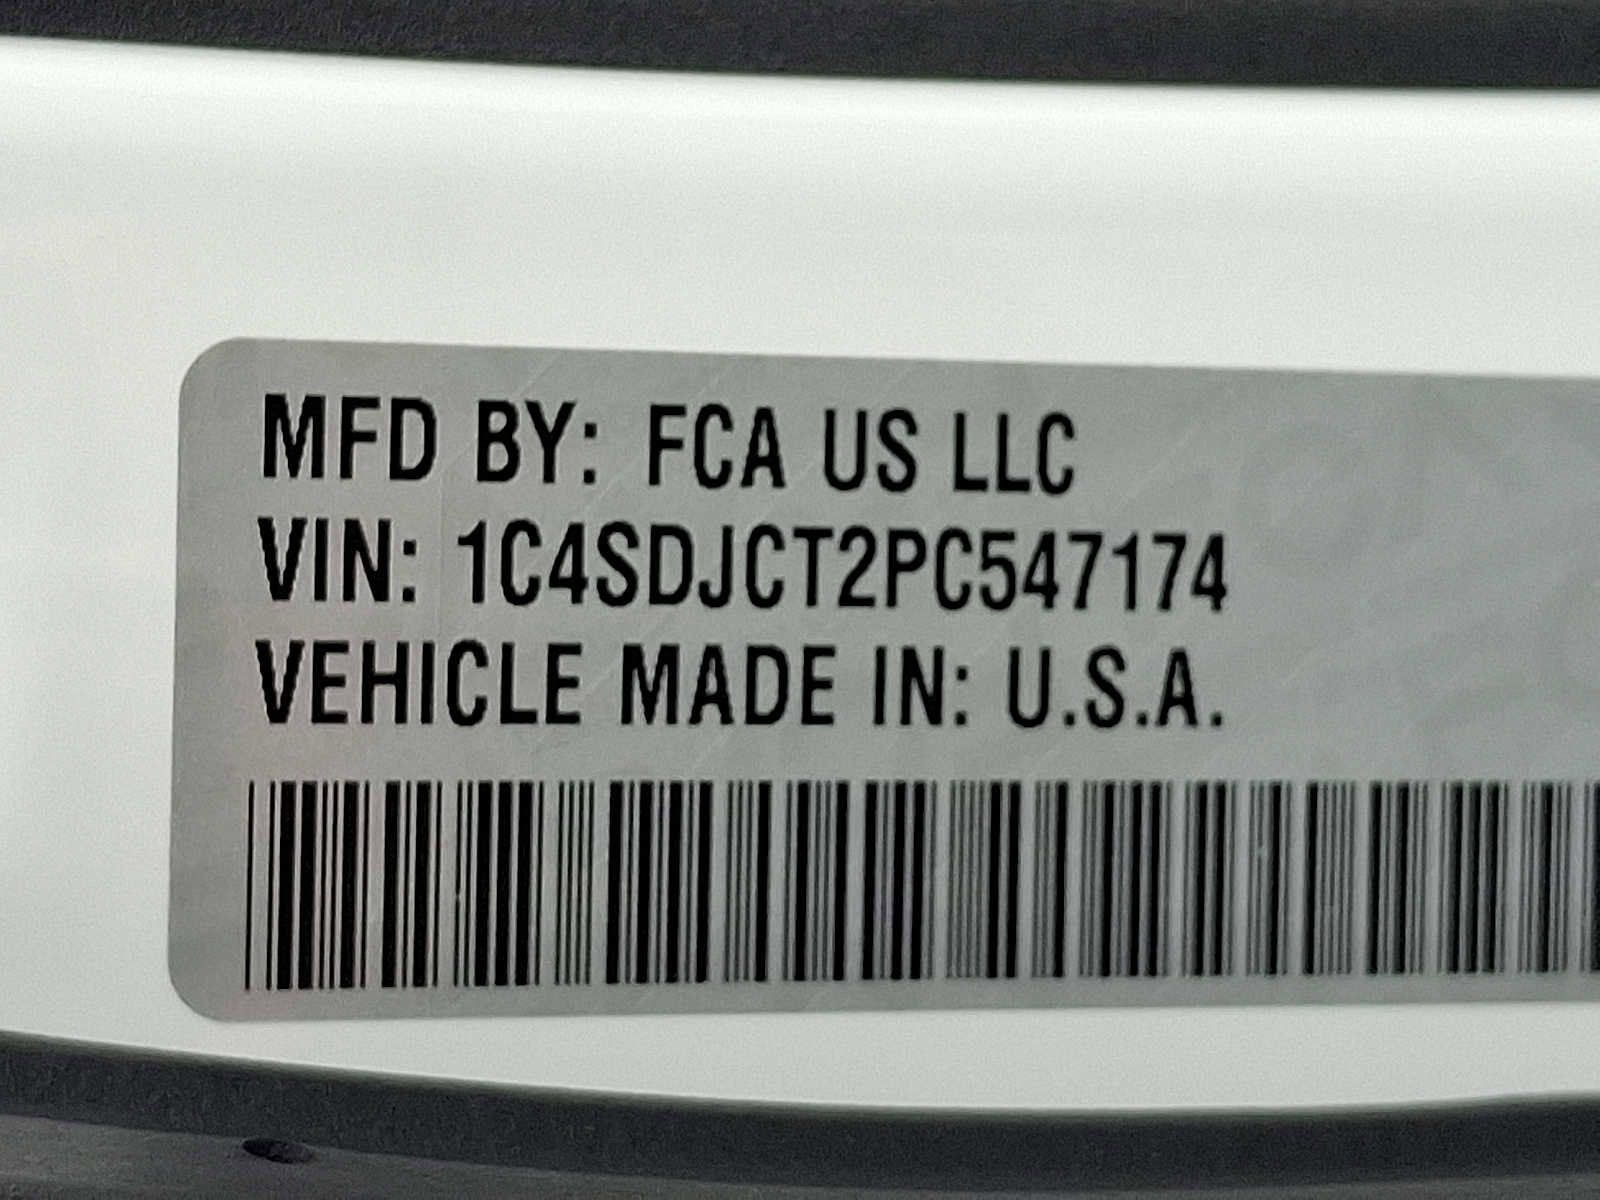 MFD BY: FCA US LLC
VIN: 1C4SDJCT2PC547174
VEHICLE MADE IN: U.S.A.